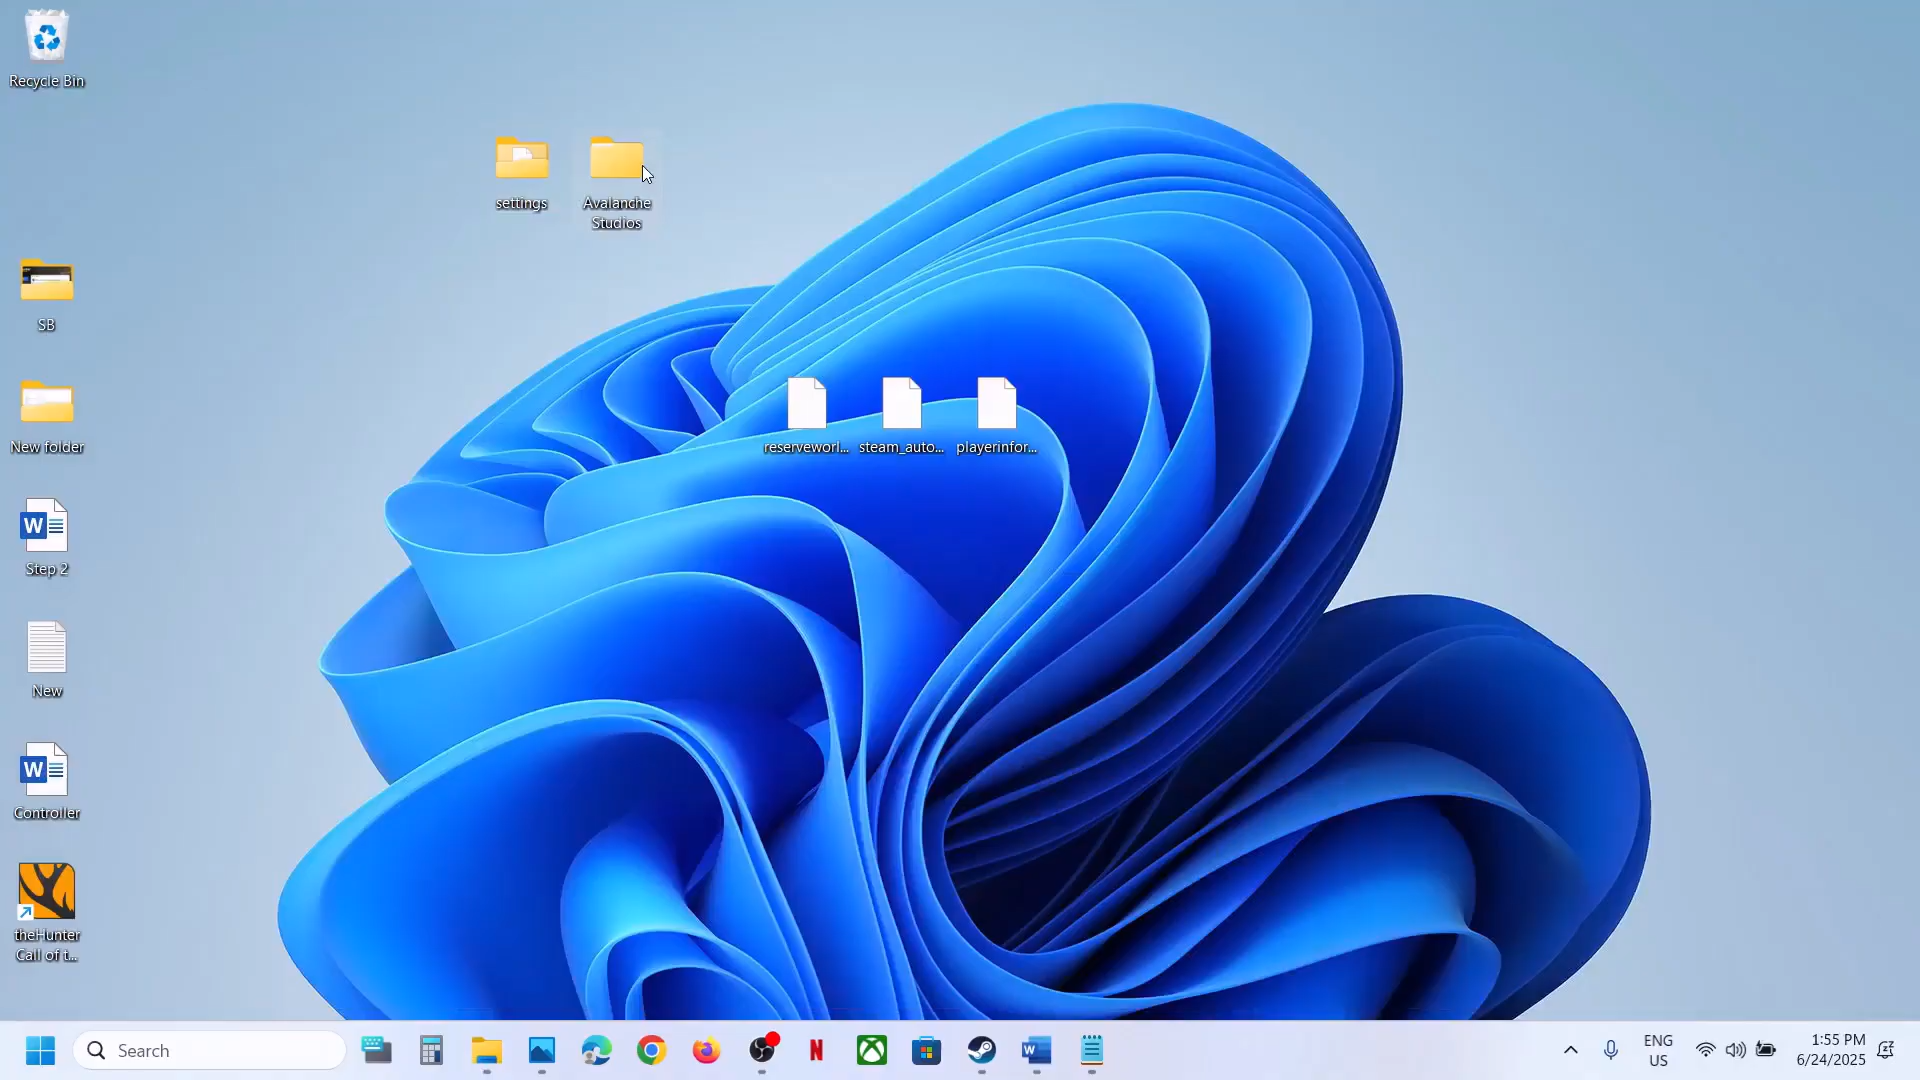 Recycle Bin
settings
Avalanche
Studios
SB
New folder
reserveworl...
steam_auto...
playerinfor...
Step 2
New
Controller
theHunter
Call of t...
Search
ENG
US
1:55 PM
6/24/2025